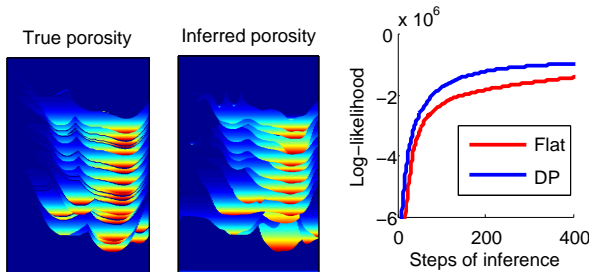 True porosity
Inferred porosity
x 10^6
Log−likelihood
0
−2
−4
−6
0
200
400
Steps of inference
Flat
DP